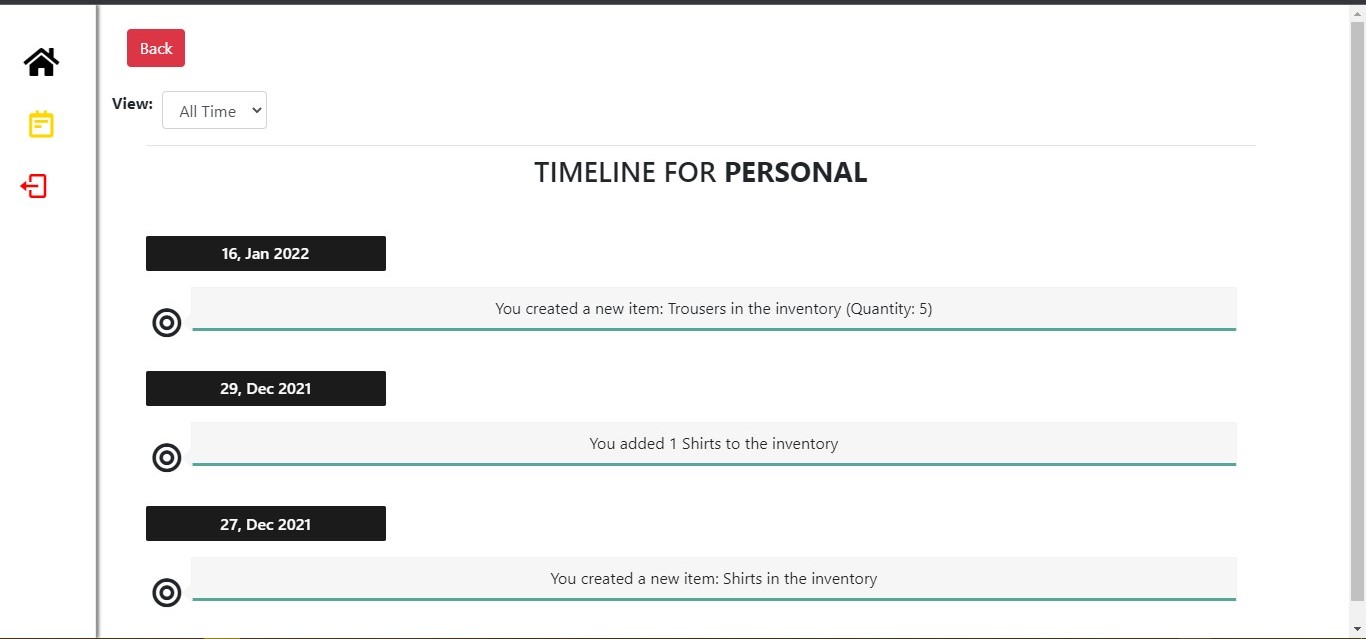 Back
View: All Time
TIMELINE FOR PERSONAL
16, Jan 2022
You created a new item: Trousers in the inventory (Quantity: 5)
29, Dec 2021
You added 1 Shirts to the inventory
27, Dec 2021
You created a new item: Shirts in the inventory